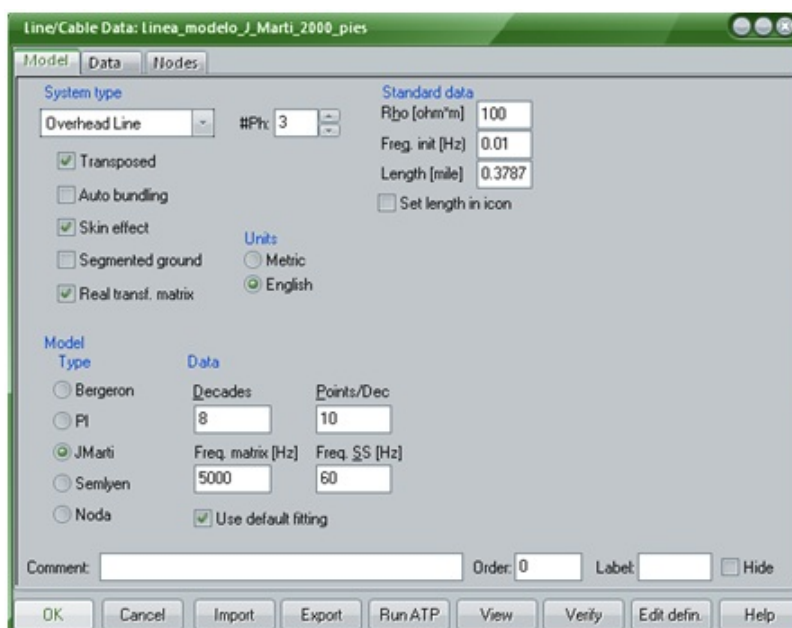 Line/Cable Data: Linea_modelo_J_Marti_2000_pies
Model Data Nodes
System type
Overhead Line
#Ph: 3
Transposed
Auto bundling
Skin effect
Segmented ground
Real transf. matrix
Units
Metric
English
Standard data
Rho [ohm*m] 100
Freq. init [Hz] 0.01
Length [mile] 0.3787
Set length in icon
Model
Type
Bergeron
PI
JMarti
Semlyen
Noda
Data
Decades Points/Dec
8 10
Freq. matrix [Hz] Freq. SS [Hz]
5000 60
Use default fitting
Comment: Order: 0 Label: Hide
OK Cancel Import Export Run ATP View Verify Edit defin. Help